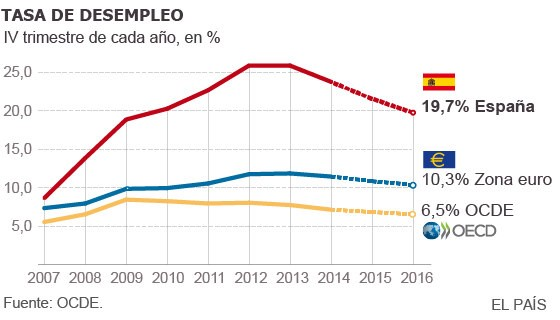 TASA DE DESEMPLEO
IV trimestre de cada año, en %
25,0
20,0
15,0
10,0
5,0
19,7% España
€
10,3% Zona euro
6,5% OCDE
OECD
2007 2008 2009 2010 2011 2012 2013 2014 2015 2016
Fuente: OCDE.
EL PAÍS